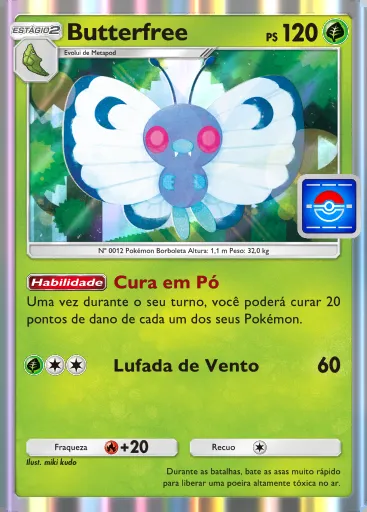 ESTÁGIO 2
Butterfree
PS 120
Evolui de Metapod
Nº 0012 Pokémon Borboleta Altura: 1,1 m Peso: 32,0 kg
Habilidade Cura em Pó
Uma vez durante o seu turno, você poderá curar 20
pontos de dano de cada um dos seus Pokémon.
Lufada de Vento 60
Fraqueza +20
Recuo
Ilust. miki kudo
Durante as batalhas, bate as asas muito rápido
para liberar uma poeira altamente tóxica no ar.